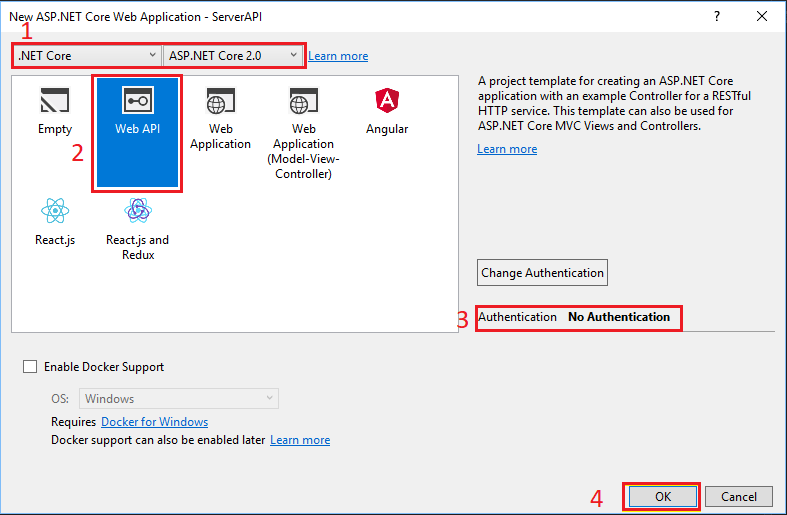 New ASP.NET Core Web Application - ServerAPI
?
1
.NET Core
ASP.NET Core 2.0
Learn more
Empty
Web API
Web
Application
Web
Application
(Model-View-
Controller)
Angular
2
React.js
React.js and
Redux
A project template for creating an ASP.NET Core
application with an example Controller for a RESTful
HTTP service. This template can also be used for
ASP.NET Core MVC Views and Controllers.
Learn more
Change Authentication
3
Authentication No Authentication
Enable Docker Support
OS: Windows
Requires Docker for Windows
Docker support can also be enabled later Learn more
4
OK
Cancel